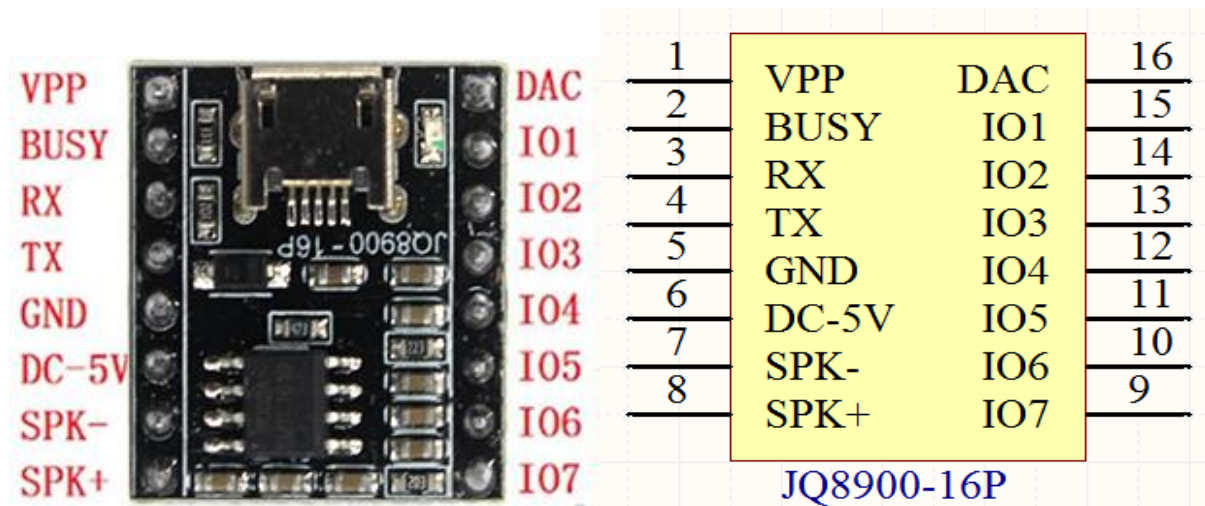 VPP
BUSY
RX
TX
GND
DC-5V
SPK-
SPK+
JQ8900-16P
DAC
IO1
IO2
IO3
IO4
IO5
IO6
IO7
1
2
3
4
5
6
7
8
VPP DAC
BUSY IO1
RX IO2
TX IO3
GND IO4
DC-5V IO5
SPK- IO6
SPK+ IO7
16
15
14
13
12
11
10
9
JQ8900-16P